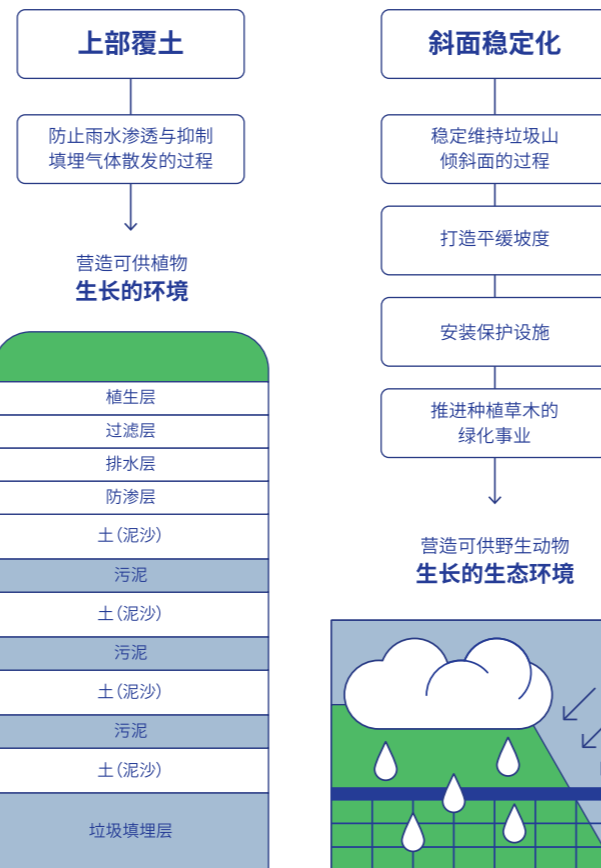 上部覆土
防止雨水渗透与抑制
填埋气体散发的过程
营造可供植物
生长的环境
植生层
过滤层
排水层
防渗层
土(泥沙)
污泥
土(泥沙)
污泥
土(泥沙)
污泥
土(泥沙)
垃圾填埋层
斜面稳定化
稳定维持垃圾山
倾斜面的过程
打造平缓坡度
安装保护设施
推进种植草木的
绿化事业
营造可供野生动物
生长的生态环境